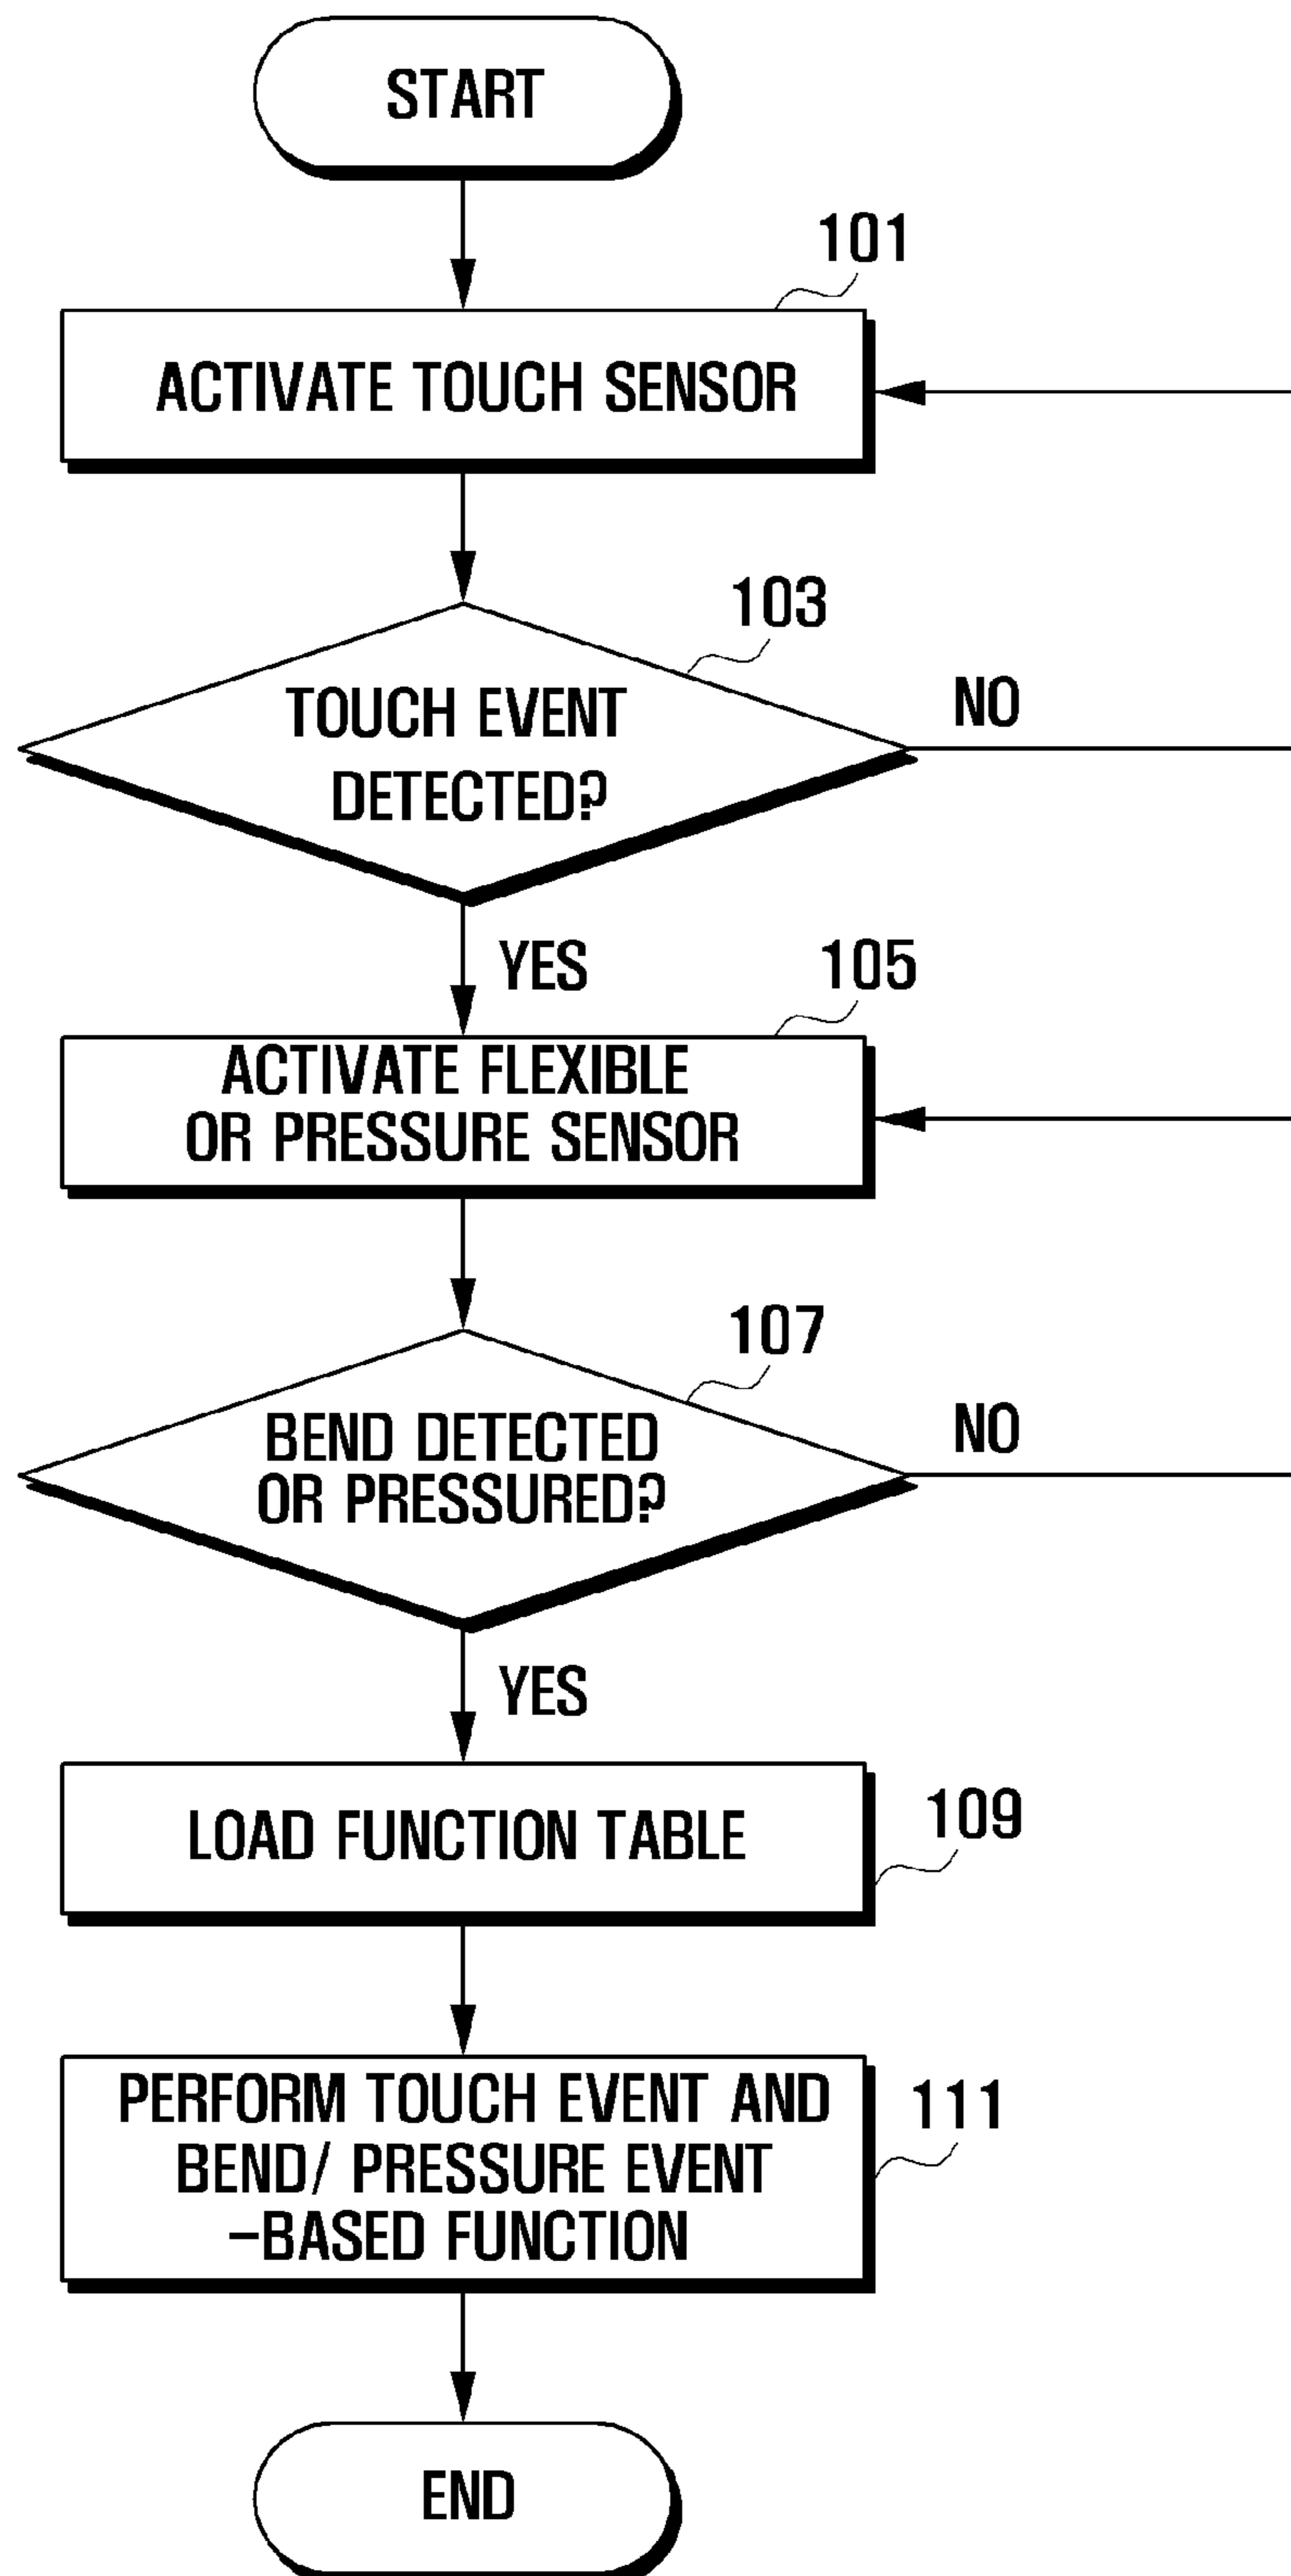 START
101
ACTIVATE TOUCH SENSOR
103
TOUCH EVENT
DETECTED?
NO
YES
105
ACTIVATE FLEXIBLE
OR PRESSURE SENSOR
107
BEND DETECTED
OR PRESSURED?
NO
YES
LOAD FUNCTION TABLE
109
PERFORM TOUCH EVENT AND
BEND/ PRESSURE EVENT
-BASED FUNCTION
111
END